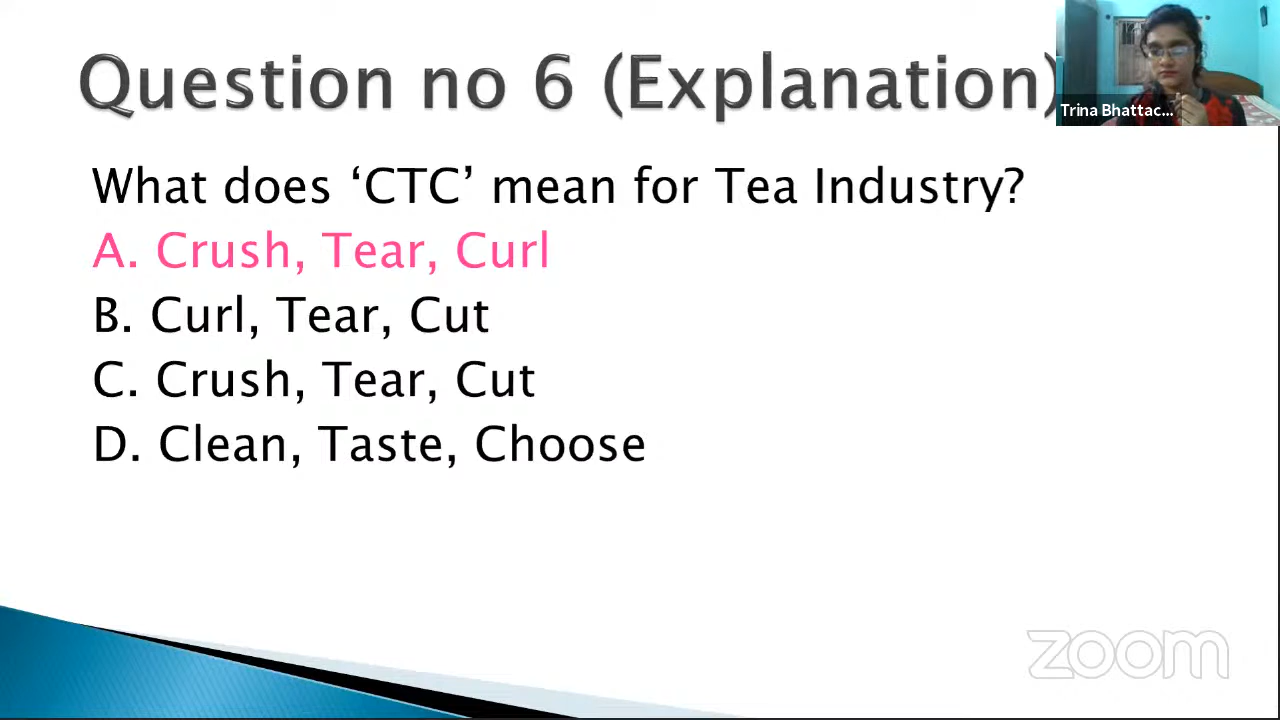 Question no 6 (Explanation)
Trina Bhattac...
What does ‘CTC’ mean for Tea Industry?
A. Crush, Tear, Curl
B. Curl, Tear, Cut
C. Crush, Tear, Cut
D. Clean, Taste, Choose
zoom